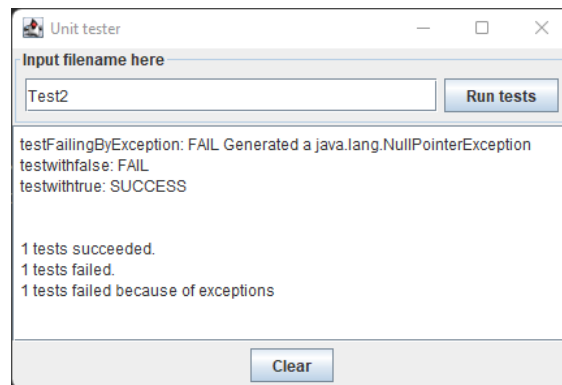 Unit tester
Input filename here
Test2
Run tests
testFailingByException: FAIL Generated a java.lang.NullPointerException
testwithfalse: FAIL
testwithtrue: SUCCESS
1 tests succeeded.
1 tests failed.
1 tests failed because of exceptions
Clear